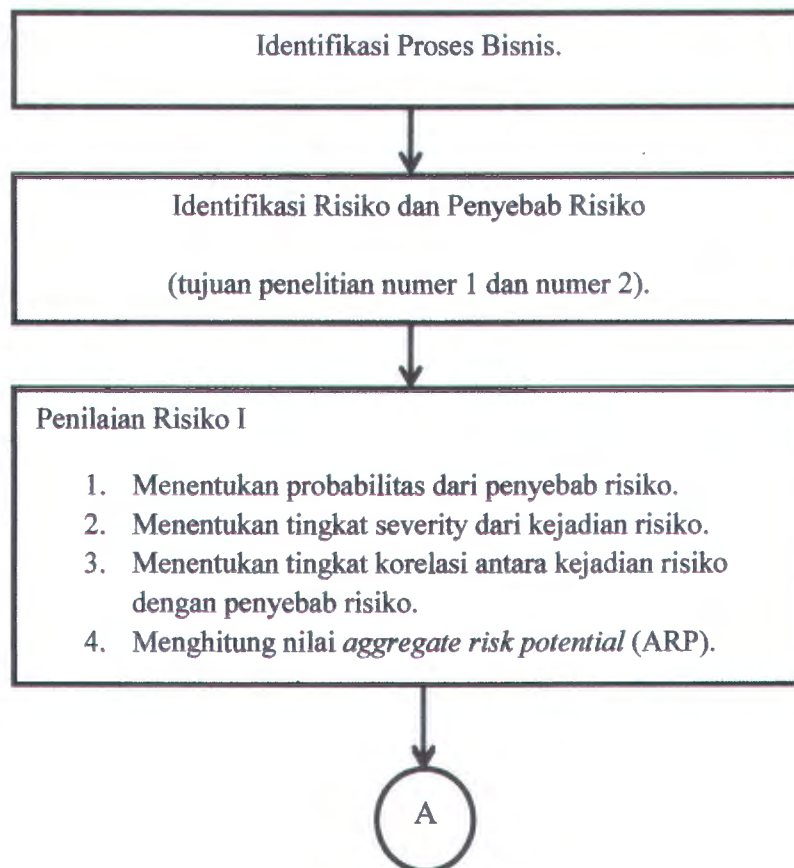 Identifikasi Proses Bisnis.
Identifikasi Risiko dan Penyebab Risiko
(tujuan penelitian numer 1 dan numer 2).
Penilaian Risiko I
1. Menentukan probabilitas dari penyebab risiko.
2. Menentukan tingkat severity dari kejadian risiko.
3. Menentukan tingkat korelasi antara kejadian risiko
dengan penyebab risiko.
4. Menghitung nilai aggregate risk potential (ARP).
A